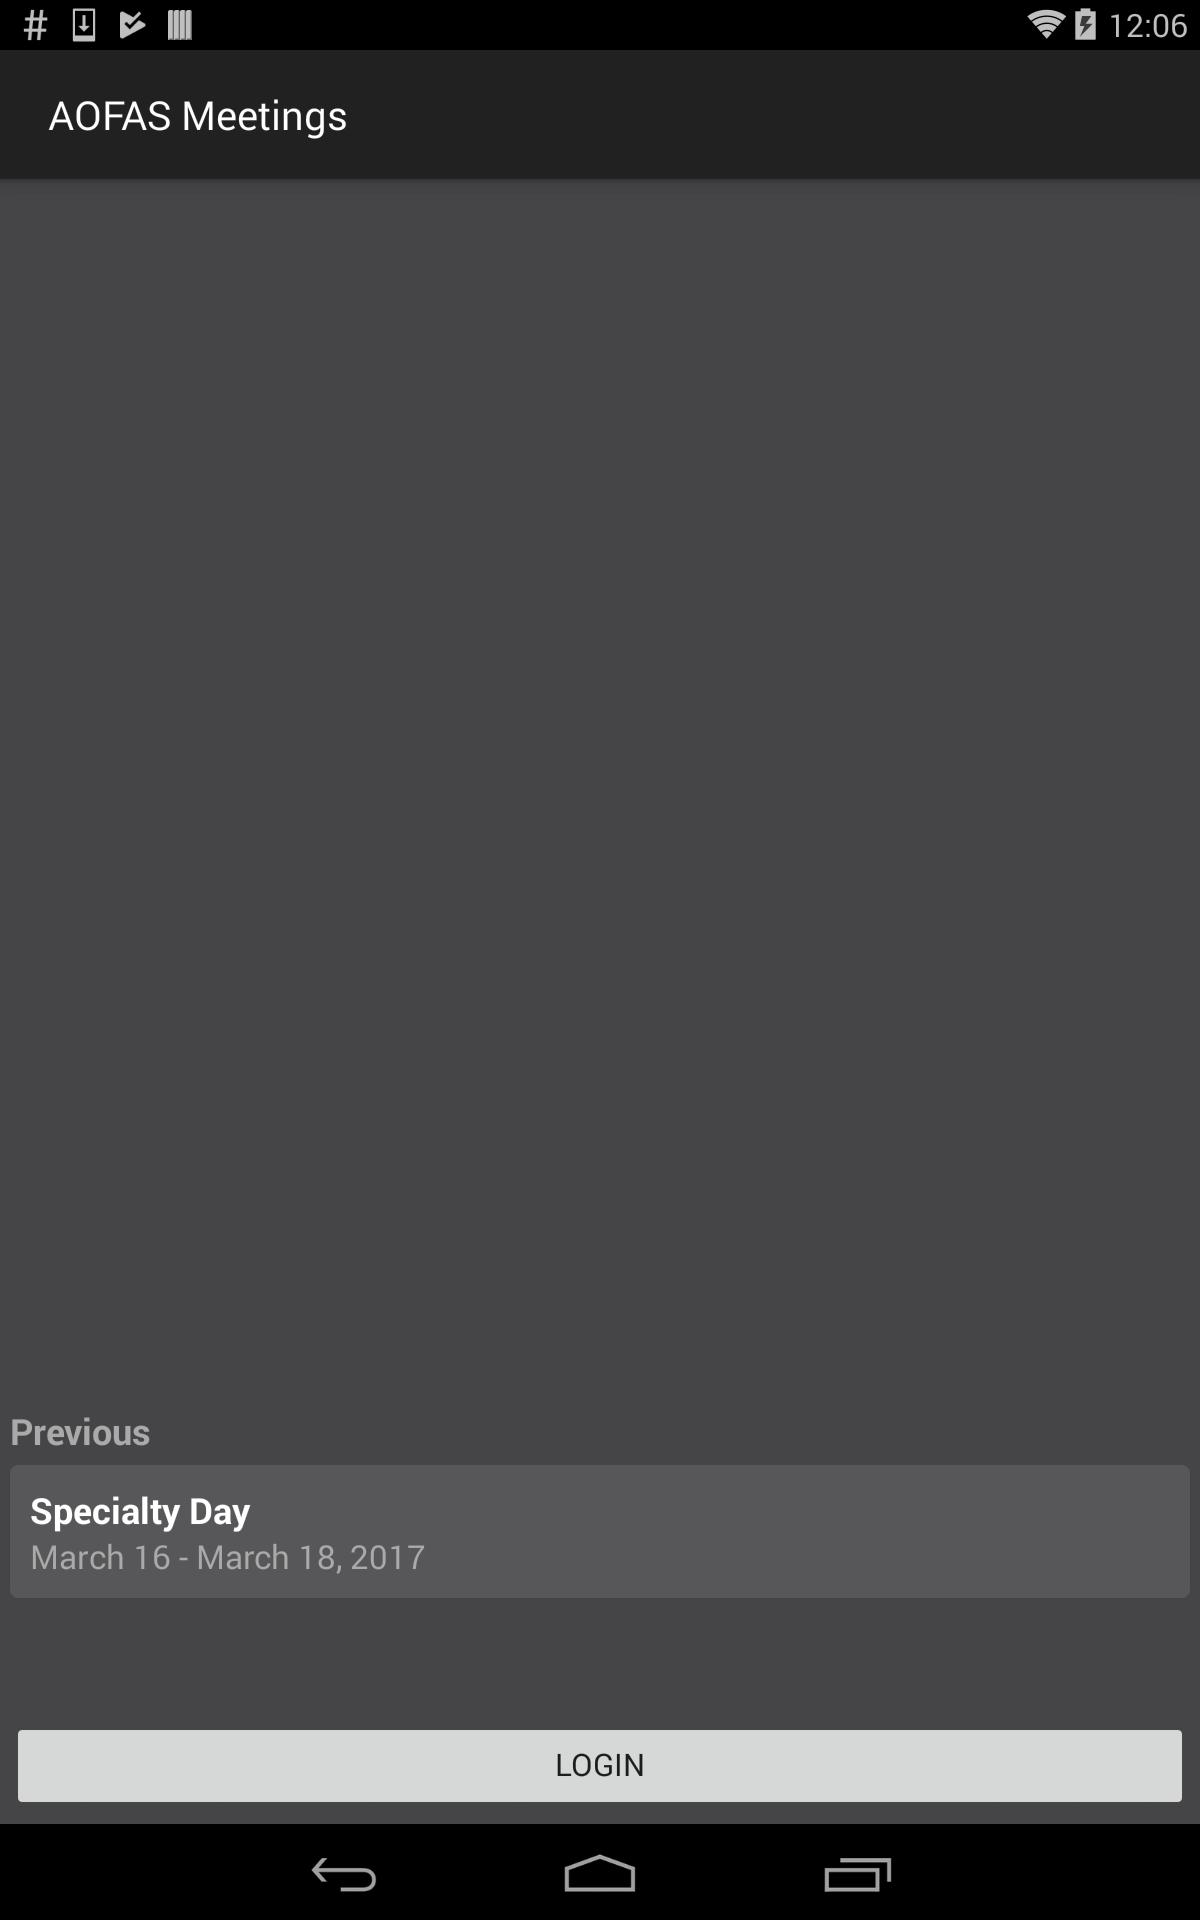 12:06
AOFAS Meetings
Previous
Specialty Day
March 16 - March 18, 2017
LOGIN